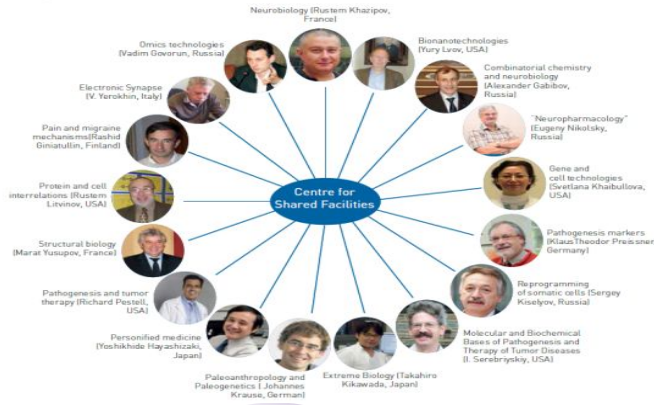 Neurobiology (Rustem Khazipov,
France)
Bionanotechnologies
(Yury Lvov, USA)
Combinatorial chemistry
and neurobiology
(Alexander Gabibov,
Russia)
"Neuropharmacology"
(Eugeny Nikolsky,
Russia)
Gene and
cell technologies
(Svetlana Khaibullova,
USA)
Pathogenesis markers
(KlausTheodor Preissner
Germany)
Reprogramming
of somatic cells (Sergey
Kiselyov, Russia)
Molecular and Biochemical
Bases of Pathogenesis and
Therapy of Tumor Diseases
(I. Serebriyskiy, USA)
Extreme Biology (Takahiro
Kikawada, Japan)
Paleoanthropology and
Paleogenetics ( Johannes
Krause, German)
Personified medicine
(Yoshikhide Hayashizaki,
Japan)
Pathogenesis and tumor
therapy (Richard Pestell,
USA)
Structural biology
(Marat Yusupov, France)
Protein and cell
interrelations (Rustem
Litvinov, USA)
Pain and migraine
mechanisms(Rashid
Giniatullin, Finland)
Electronic Synapse
(V. Yerokhin, Italy)
Omics technologies
(Vadim Govorun, Russia)
Centre for
Shared Facilities